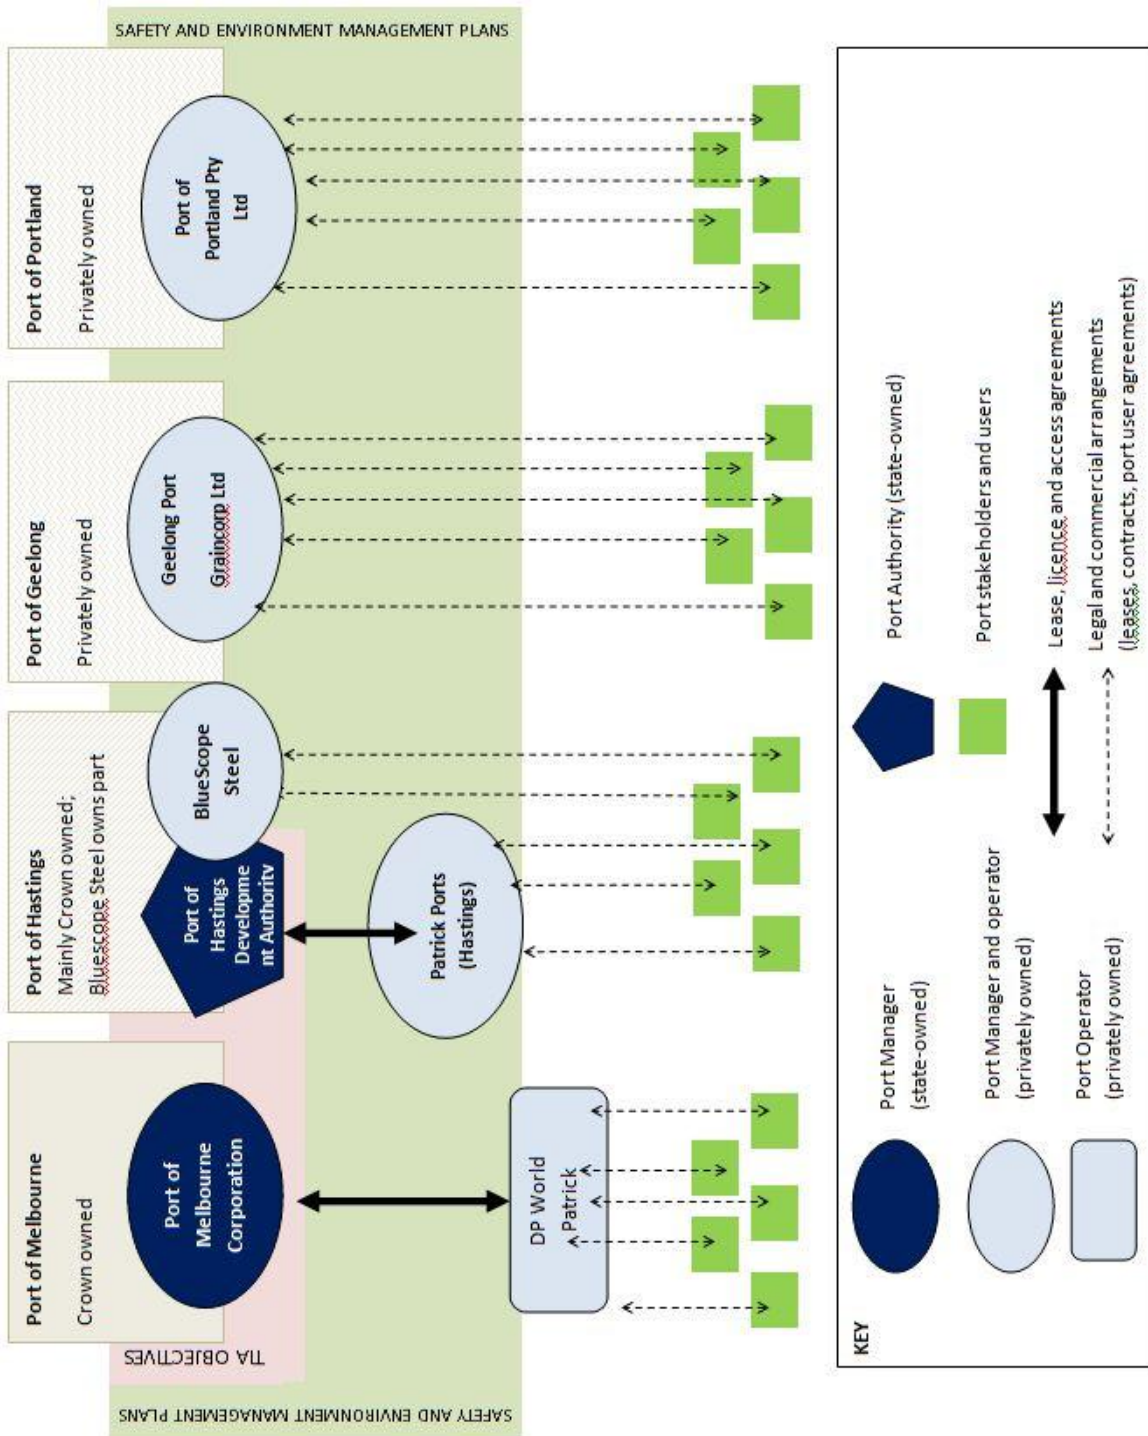 SAFETY AND ENVIRONMENT MANAGEMENT PLANS
TIA OBJECTIVES
Port of Melbourne
Crown owned
Port of
Melbourne
Corporation
DP World
Patrick
Port of Hastings
Mainly Crown owned;
Bluescope Steel owns part
Port of
Hastings
Developme
nt Authority
BlueScope
Steel
Patrick Ports
(Hastings)
Port of Geelong
Privately owned
Geelong Port
Graincorp Ltd
Port of Portland
Privately owned
Port of
Portland Pty
Ltd
SAFETY AND ENVIRONMENT MANAGEMENT PLANS
KEY
Port Manager
(state-owned)
Port Manager and operator
(privately owned)
Port Operator
(privately owned)
Port Authority (state-owned)
Port stakeholders and users
Lease, licence and access agreements
Legal and commercial arrangements
(leases, contracts, port user agreements)